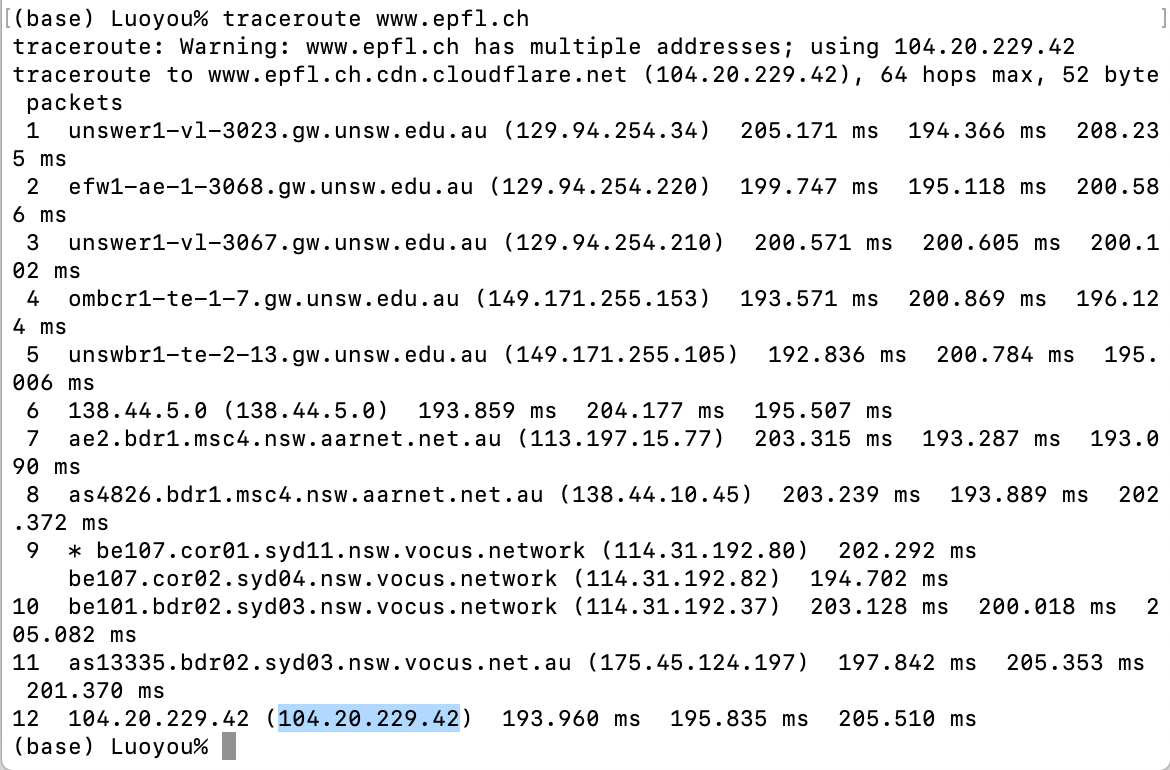 [(base) Luoyou% traceroute www.epfl.ch ]
traceroute: Warning: www.epfl.ch has multiple addresses; using 104.20.229.42
traceroute to www.epfl.ch.cdn.cloudflare.net (104.20.229.42), 64 hops max, 52 byte
 packets
 1  unswer1-vl-3023.gw.unsw.edu.au (129.94.254.34)  205.171 ms  194.366 ms  208.23
5 ms
 2  efw1-ae-1-3068.gw.unsw.edu.au (129.94.254.220)  199.747 ms  195.118 ms  200.58
6 ms
 3  unswer1-vl-3067.gw.unsw.edu.au (129.94.254.210)  200.571 ms  200.605 ms  200.1
02 ms
 4  ombcr1-te-1-7.gw.unsw.edu.au (149.171.255.153)  193.571 ms  200.869 ms  196.12
4 ms
 5  unswbr1-te-2-13.gw.unsw.edu.au (149.171.255.105)  192.836 ms  200.784 ms  195.
006 ms
 6  138.44.5.0 (138.44.5.0)  193.859 ms  204.177 ms  195.507 ms
 7  ae2.bdr1.msc4.nsw.aarnet.net.au (113.197.15.77)  203.315 ms  193.287 ms  193.0
90 ms
 8  as4826.bdr1.msc4.nsw.aarnet.net.au (138.44.10.45)  203.239 ms  193.889 ms  202
.372 ms
 9  * be107.cor01.syd11.nsw.vocus.network (114.31.192.80)  202.292 ms
    be107.cor02.syd04.nsw.vocus.network (114.31.192.82)  194.702 ms
10  be101.bdr02.syd03.nsw.vocus.network (114.31.192.37)  203.128 ms  200.018 ms  2
05.082 ms
11  as13335.bdr02.syd03.nsw.vocus.net.au (175.45.124.197)  197.842 ms  205.353 ms
 201.370 ms
12  104.20.229.42 (104.20.229.42)  193.960 ms  195.835 ms  205.510 ms
(base) Luoyou%